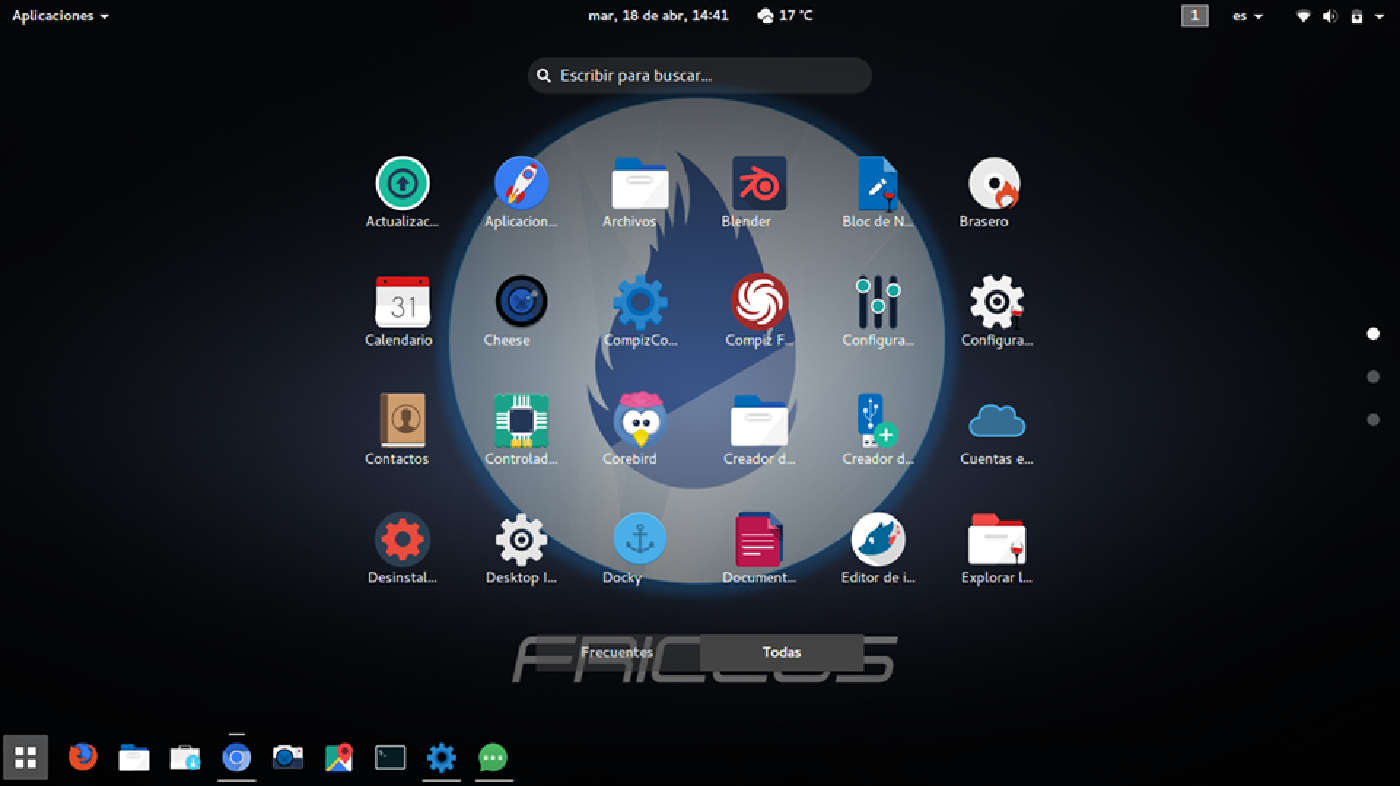 Aplicaciones
mar, 18 de abr, 14:41 17 °C
1 es
Escribir para buscar...
Actualizac... Aplicacion... Archivos Blender Bloc de N... Brasero
31
Calendario Cheese CompizCo... Compiz F... Configura... Configura...
Contactos Controlad... Corebird Creador d... Creador d... Cuentas e...
Desinstal... Desktop I... Docky Document... Editor de i... Explorar l...
Frecuentes Todas